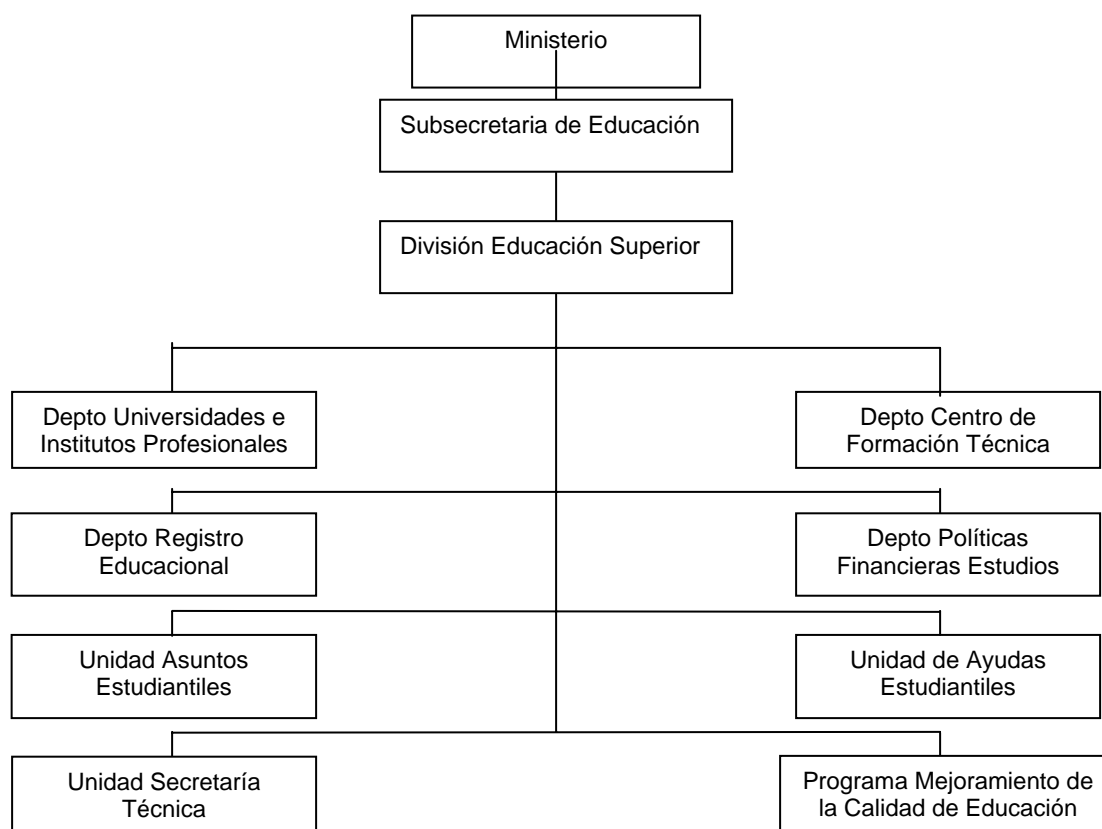 Ministerio
Subsecretaria de Educación
División Educación Superior
Depto Universidades e
Institutos Profesionales
Depto Centro de
Formación Técnica
Depto Registro
Educacional
Depto Políticas
Financieras Estudios
Unidad Asuntos
Estudiantiles
Unidad de Ayudas
Estudiantiles
Unidad Secretaría
Técnica
Programa Mejoramiento de
la Calidad de Educación